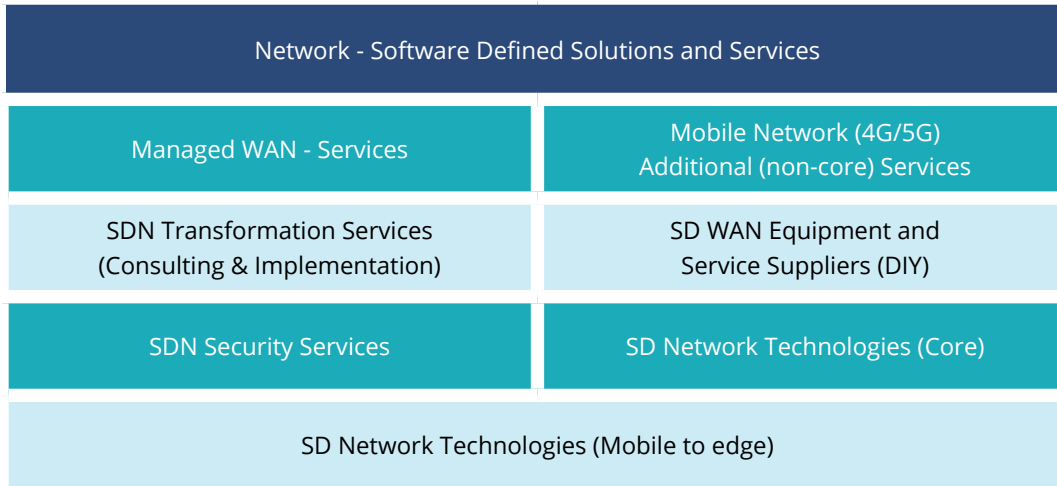 Network - Software Defined Solutions and Services
Managed WAN - Services
Mobile Network (4G/5G)
Additional (non-core) Services
SDN Transformation Services
(Consulting & Implementation)
SD WAN Equipment and
Service Suppliers (DIY)
SDN Security Services
SD Network Technologies (Core)
SD Network Technologies (Mobile to edge)